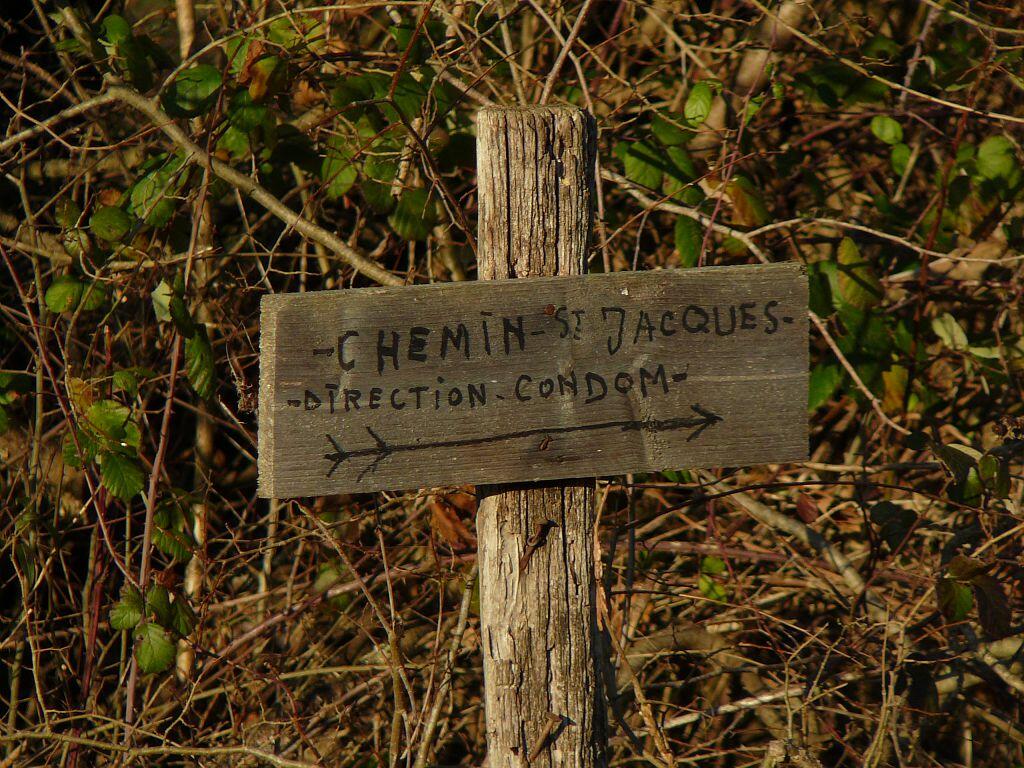 -CHEMIN-ST JACQUES-
-DIRECTION-CONDOM-